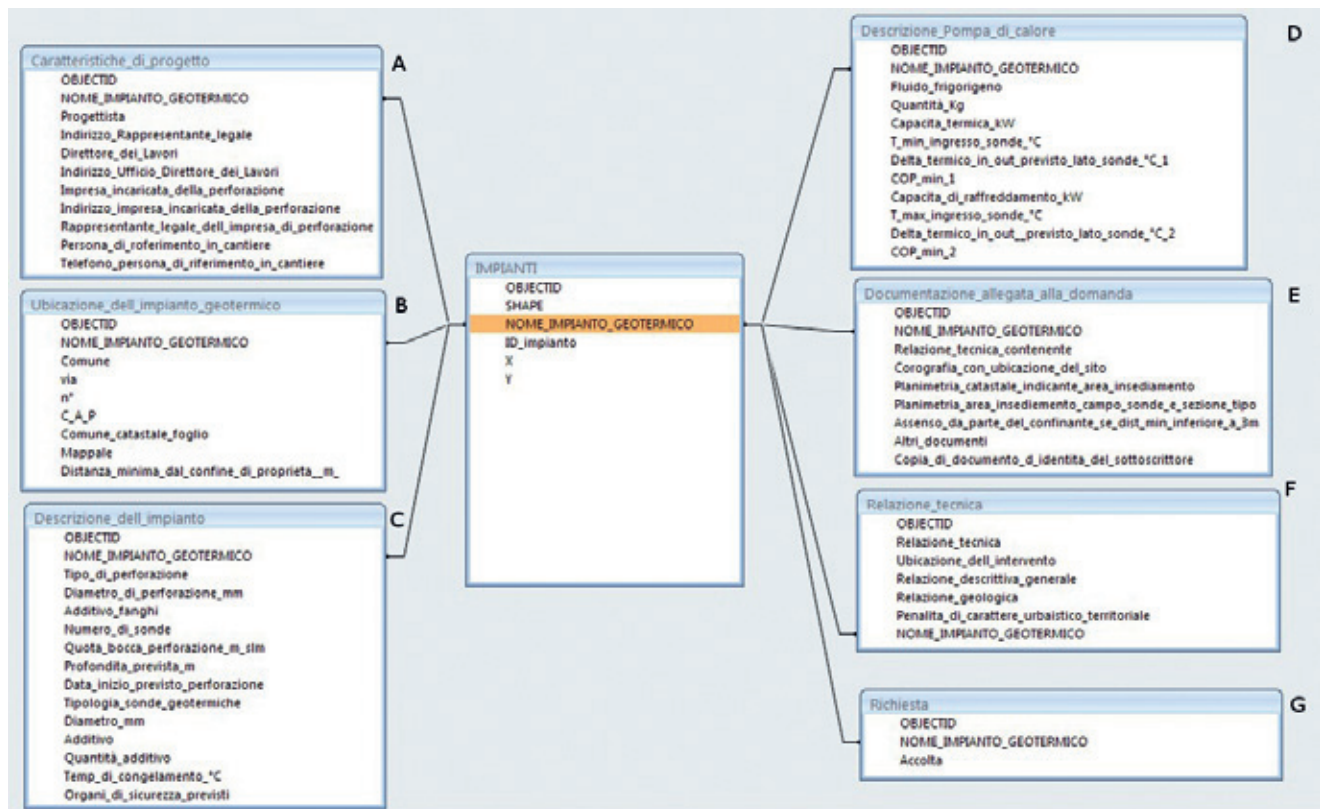 Caratteristiche_di_progetto
A
OBJECTID
NOME_IMPIANTO_GEOTERMICO
Progettista
Indirizzo_Rappresentante_legale
Direttore_dei_Lavori
Indirizzo_Ufficio_Direttore_dei_Lavori
Impresa_incaricata_della_perforazione
Indirizzo_impresa_incaricata_della_perforazione
Rappresentante_legale_dell_impresa_di_perforazione
Persona_di_roferimento_in_cantiere
Telefono_persona_di_riferimento_in_cantiere
Ubicazione_dell_impianto_geotermico
B
OBJECTID
NOME_IMPIANTO_GEOTERMICO
Comune
via
n°
C_A_P
Comune_catastale_foglio
Mappale
Distanza_minima_dal_confine_di_proprieta__m_
Descrizione_dell_impianto
C
OBJECTID
NOME_IMPIANTO_GEOTERMICO
Tipo_di_perforazione
Diametro_di_perforazione_mm
Additivo_fanghi
Numero_di_sonde
Quota_bocca_perforazione_m_slm
Profondita_prevista_m
Data_inizio_previsto_perforazione
Tipologia_sonde_geotermiche
Diametro_mm
Additivo
Quantità_additivo
Temp_di_congelamento_°C
Organi_di_sicurezza_previsti
IMPIANTI
OBJECTID
SHAPE
NOME_IMPIANTO_GEOTERMICO
ID_impianto
X
Y
Descrizione_Pompa_di_calore
D
OBJECTID
NOME_IMPIANTO_GEOTERMICO
Fluido_frigorigeno
Quantità_Kg
Capacita_termica_kW
T_min_ingresso_sonde_°C
Delta_termico_in_out_previsto_lato_sonde_°C_1
COP_min_1
Capacita_di_raffreddamento_kW
T_max_ingresso_sonde_°C
Delta_termico_in_out__previsto_lato_sonde_°C_2
COP_min_2
Documentazione_allegata_alla_domanda
E
OBJECTID
NOME_IMPIANTO_GEOTERMICO
Relazione_tecnica_contenente
Corografia_con_ubicazione_del_sito
Planimetria_catastale_indicante_area_insediamento
Planimetria_area_insediemento_campo_sonde_e_sezione_tipo
Assenso_da_parte_del_confinante_se_dist_min_inferiore_a_3m
Altri_documenti
Copia_di_documento_d_identita_del_sottoscrittore
F
Relazione_tecnica
OBJECTID
Relazione_tecnica
Ubicazione_dell_intervento
Relazione_descrittiva_generale
Relazione_geologica
Penalita_di_carattere_urbaistico_territoriale
NOME_IMPIANTO_GEOTERMICO
Richiesta
G
OBJECTID
NOME_IMPIANTO_GEOTERMICO
Accolta